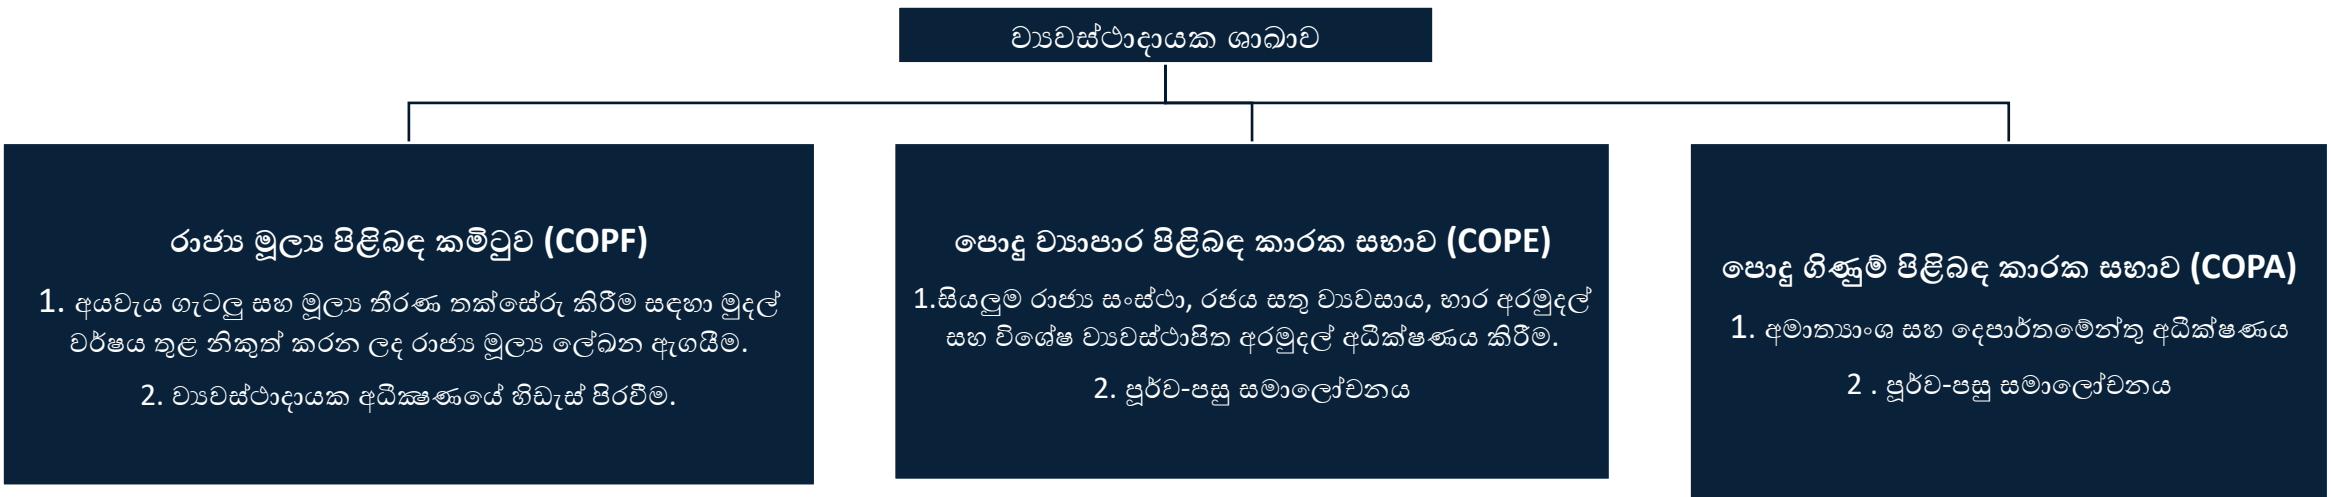 ව්‍යවස්ථාදායක ශාඛාව
රාජ්‍ය මූල්‍ය පිළිබඳ කමිටුව (COPF)
1. අයවැය ගැටලු සහ මූල්‍ය තීරණ තක්සේරු කිරීම සඳහා මුදල්
වර්ෂය තුළ නිකුත් කරන ලද රාජ්‍ය මූල්‍ය ලේඛන ඇගයීම.
2. ව්‍යවස්ථාදායක අධීක්‍ෂණයේ හිඩැස් පිරවීම.
පොදු ව්‍යාපාර පිළිබඳ කාරක සභාව (COPE)
1.සියලුම රාජ්‍ය සංස්ථා, රජය සතු ව්‍යවසාය, භාර අරමුදල්
සහ විශේෂ ව්‍යවස්ථාපිත අරමුදල් අධීක්ෂණය කිරීම.
2. පූර්ව-පසු සමාලෝචනය
පොදු ගිණුම් පිළිබඳ කාරක සභාව (COPA)
1. අමාත්‍යාංශ සහ දෙපාර්තමේන්තු අධීක්ෂණය
2 . පූර්ව-පසු සමාලෝචනය